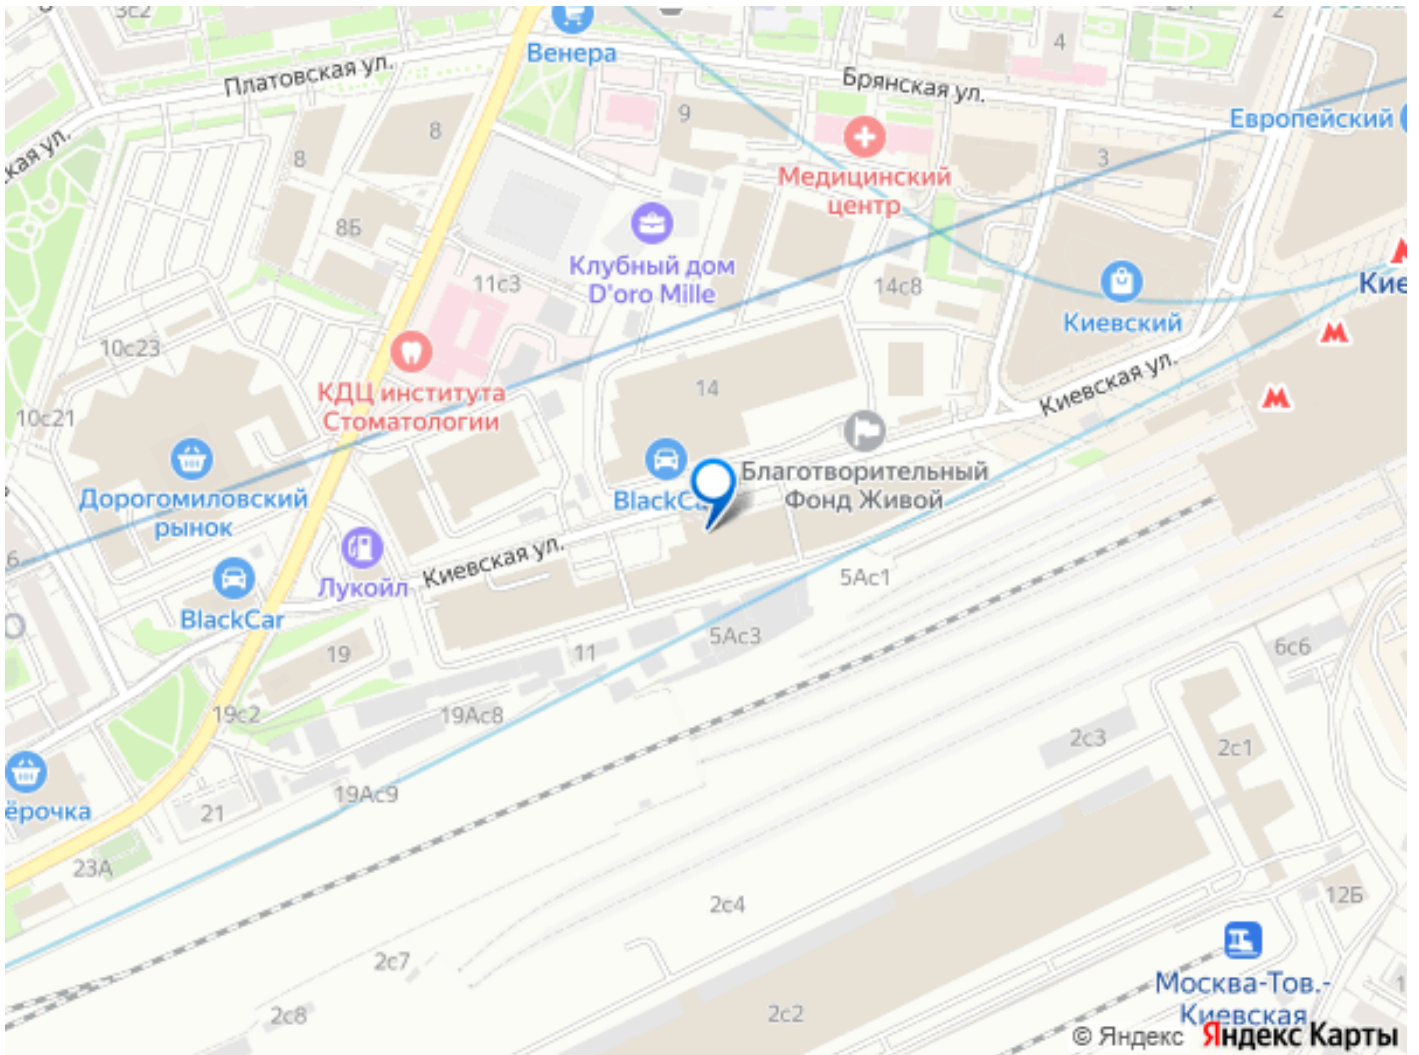 3с2
Венера
4
2
Платовская ул.
Брянская ул.
Европейский
9
8
8
3
кая ул.
Медицинский
центр
8Б
Клубный дом
D'oro Mille
11с3
14с8
Кие
Киевский
10с23
КДЦ института
Стоматологии
14
Киевская ул.
10с21
Дорогомиловский
рынок
BlackCa
Благотворительный
Фонд Живой
Киевская ул.
Лукойл
BlackCar
5Ас1
5Ас3
11
19
6с6
19с2
19Ас8
2с3
2с1
19Ас9
ёрочка
21
23А
2с4
12Б
2с7
Москва-Тов.-
Киевская
2с8
2с2
© Яндекс Яндекс Карты